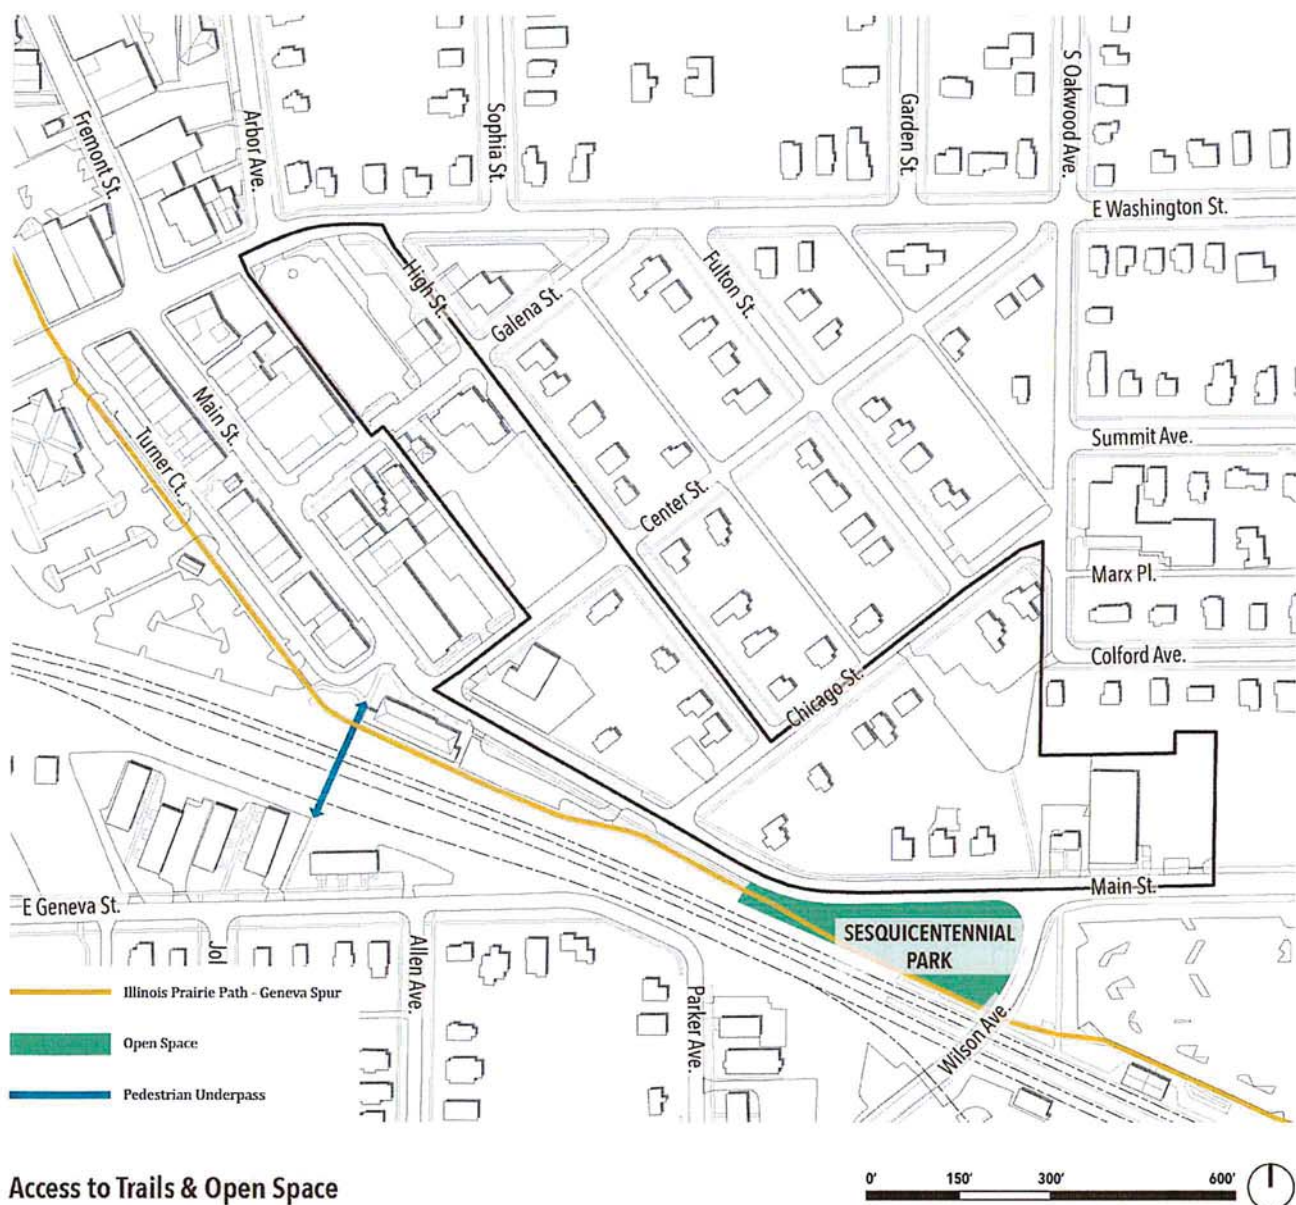 Fremont St.
Arbor Ave.
Sophia St.
Garden St.
S Oakwood Ave.
E Washington St.
High St.
Galena St.
Fulton St.
Main St.
Turner Ct.
Center St.
Summit Ave.
Marx Pl.
Colford Ave.
Chicago St.
Main St.
E Geneva St.
Jol
Allen Ave.
Parker Ave.
Wilson Ave.
SESQUICENTENNIAL
PARK
Illinois Prairie Path - Geneva Spur
Open Space
Pedestrian Underpass
Access to Trails & Open Space
0' 150' 300' 600'